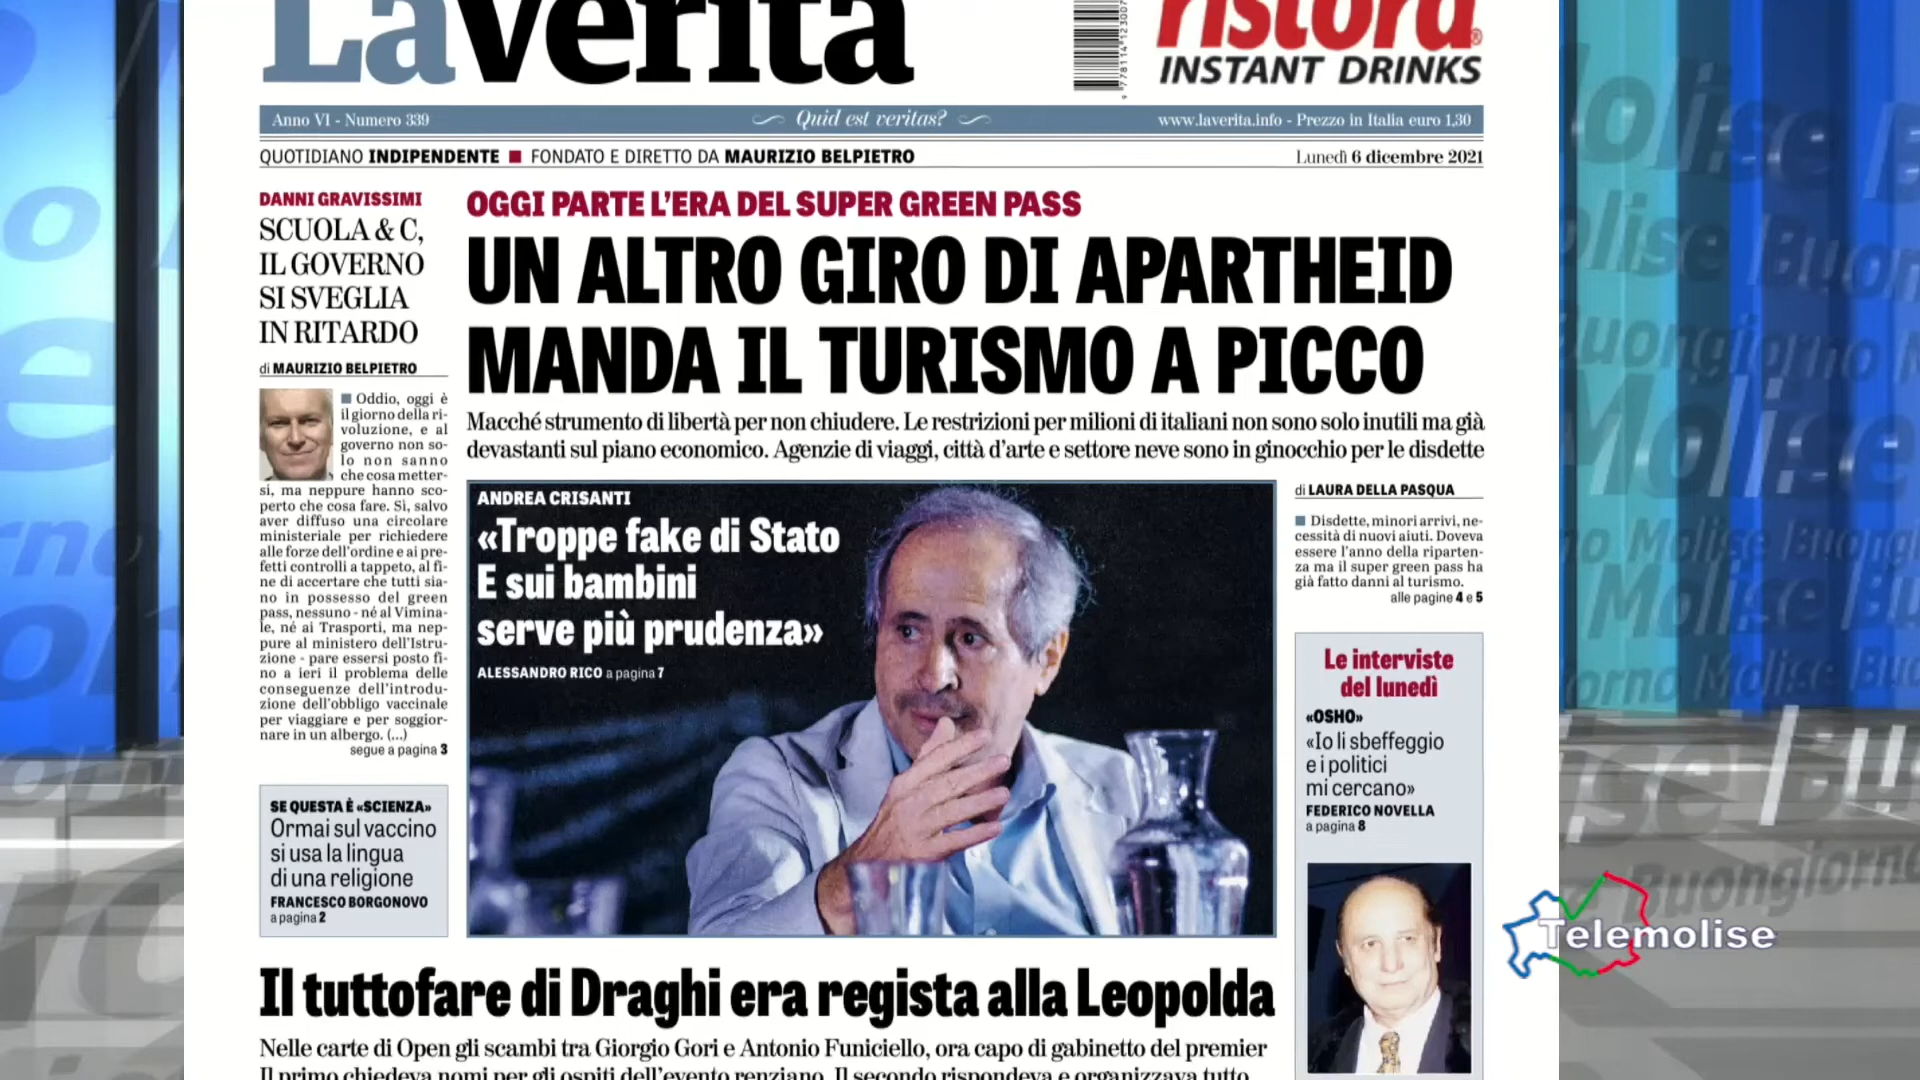 LaVerità
ristora
INSTANT DRINKS
Anno VI - Numero 339
Quid est veritas?
www.laverita.info - Prezzo in Italia euro 1,30
QUOTIDIANO INDIPENDENTE ■ FONDATO E DIRETTO DA MAURIZIO BELPIETRO
Lunedì 6 dicembre 2021
DANNI GRAVISSIMI
SCUOLA & C,
IL GOVERNO
SI SVEGLIA
IN RITARDO
di MAURIZIO BELPIETRO
■ Oddio, oggi è
il giorno della ri-
voluzione, e al
governo non so-
lo non sanno
che cosa metter-
si, ma neppure hanno sco-
perto che cosa fare. Sì, salvo
aver diffuso una circolare
ministeriale per richiedere
alle forze dell'ordine e ai pre-
fetti controlli a tappeto, al fi-
ne di accertare che tutti sia-
no in possesso del green
pass, nessuno - né al Vimina-
le, né ai Trasporti, ma nep-
pure al ministero dell'Istru-
zione - pare essersi posto fi-
no a ieri il problema delle
conseguenze dell'introdu-
zione dell'obbligo vaccinale
per viaggiare e per soggior-
nare in un albergo. (...)
segue a pagina 3
SE QUESTA È «SCIENZA»
Ormai sul vaccino
si usa la lingua
di una religione
FRANCESCO BORGONOVO
a pagina 2
OGGI PARTE L'ERA DEL SUPER GREEN PASS
UN ALTRO GIRO DI APARTHEID
MANDA IL TURISMO A PICCO
Macché strumento di libertà per non chiudere. Le restrizioni per milioni di italiani non sono solo inutili ma già
devastanti sul piano economico. Agenzie di viaggi, città d'arte e settore neve sono in ginocchio per le disdette
ANDREA CRISANTI
«Troppe fake di Stato
E sui bambini
serve più prudenza»
ALESSANDRO RICO a pagina 7
di LAURA DELLA PASQUA
■ Disdette, minori arrivi, ne-
cessità di nuovi aiuti. Doveva
essere l'anno della riparten-
za ma il super green pass ha
già fatto danni al turismo.
alle pagine 4 e 5
Le interviste
del lunedì
«OSHO»
«Io li sbeffeggio
e i politici
mi cercano»
FEDERICO NOVELLA
a pagina 8
Il tuttofare di Draghi era regista alla Leopolda
Nelle carte di Open gli scambi tra Giorgio Gori e Antonio Funiciello, ora capo di gabinetto del premier
Il primo chiedeva nomi per gli ospiti dell'evento renziano. Il secondo rispondeva e organizzava tutto
Telemolise